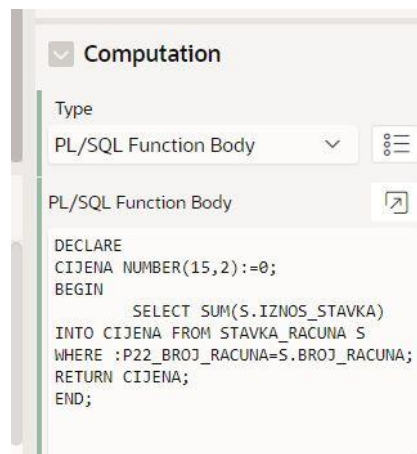 Computation
Type
PL/SQL Function Body
PL/SQL Function Body
DECLARE
CIJENA NUMBER(15,2):=0;
BEGIN
SELECT SUM(S.IZNOS_STAVKA)
INTO CIJENA FROM STAVKA_RACUNA S
WHERE :P22_BROJ_RACUNA=S.BROJ_RACUNA;
RETURN CIJENA;
END;